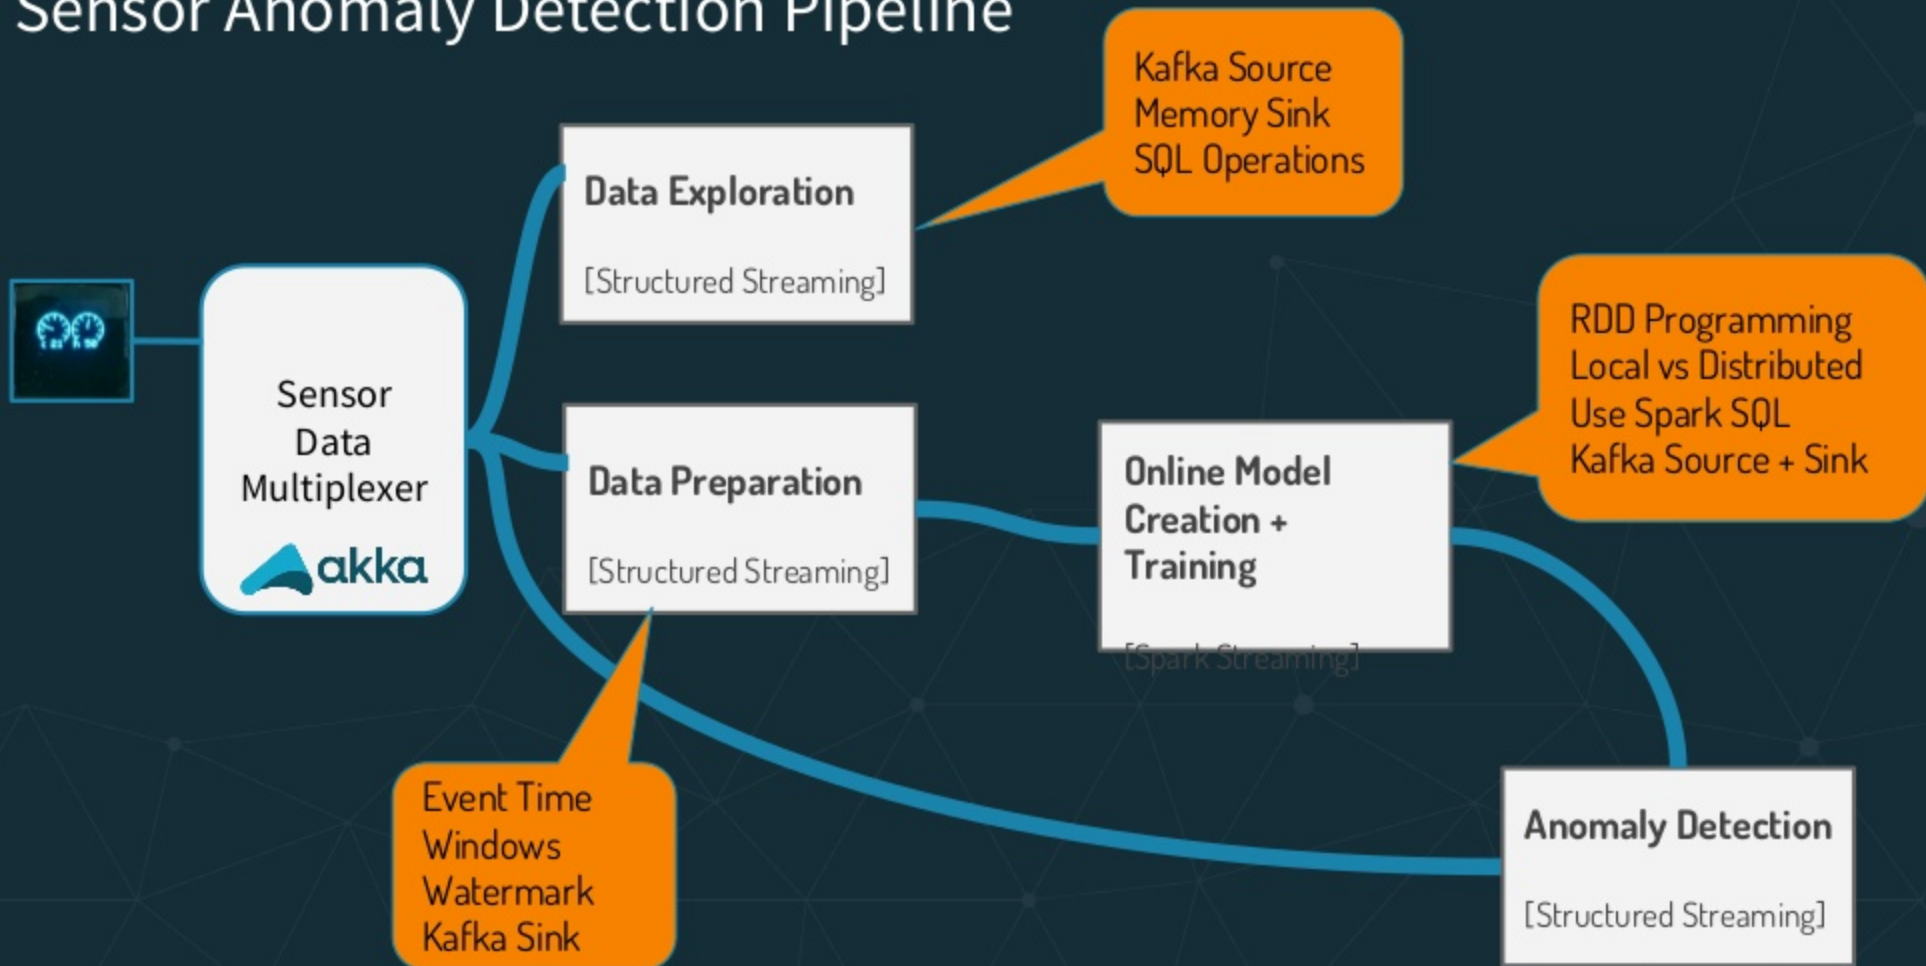 Sensor Anomaly Detection Pipeline
Kafka Source
Memory Sink
SQL Operations
Data Exploration
[Structured Streaming]
Sensor
Data
Multiplexer
akka
Data Preparation
[Structured Streaming]
Online Model
Creation +
Training
[Spark Streaming]
RDD Programming
Local vs Distributed
Use Spark SQL
Kafka Source + Sink
Event Time
Windows
Watermark
Kafka Sink
Anomaly Detection
[Structured Streaming]